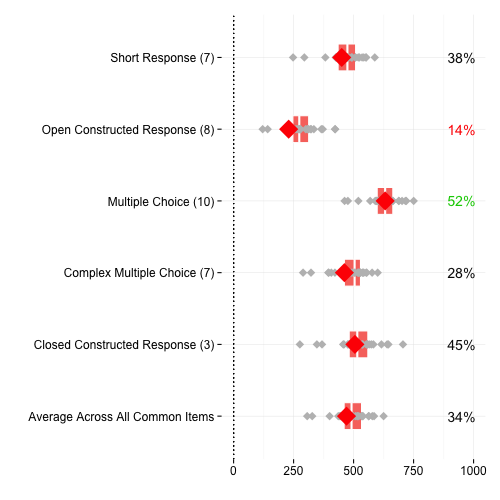 Short Response (7) 38%
Open Constructed Response (8) 14%
Multiple Choice (10) 52%
Complex Multiple Choice (7) 28%
Closed Constructed Response (3) 45%
Average Across All Common Items 34%
0 250 500 750 1000